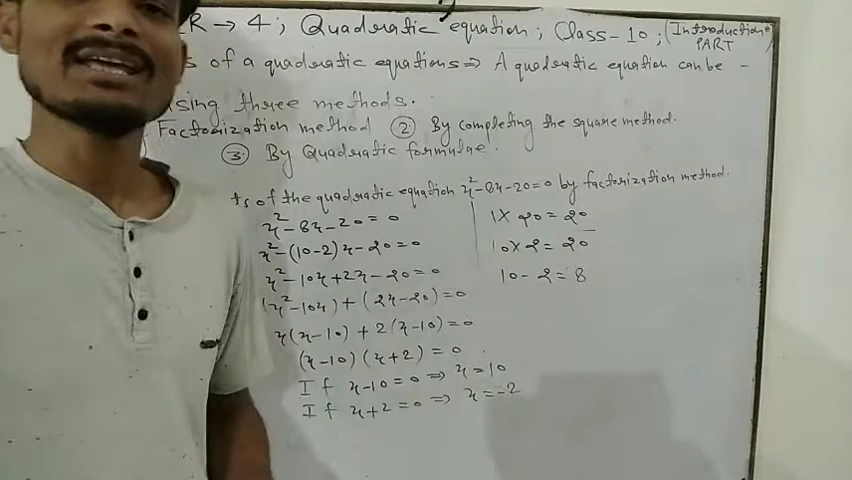 R → 4 ; Quadratic equation ; Class-10 ; (Introduction
PART
s of a quadratic equations ⇒ A quadratic equation can be -
using three methods.
Factorization method ② By completing the square method.
③ By Quadratic formulae.
ts of the quadratic equation x²-8x-20=0 by factorization method.
x²-8x-20=0
1×20=20
x²-(10-2)x-20=0
10×2=20
x²-10x+2x-20=0
10-2=8
(x²-10x)+(2x-20)=0
x(x-10)+2(x-10)=0
(x-10)(x+2)=0
If x-10=0 ⇒ x=10
If x+2=0 ⇒ x=-2